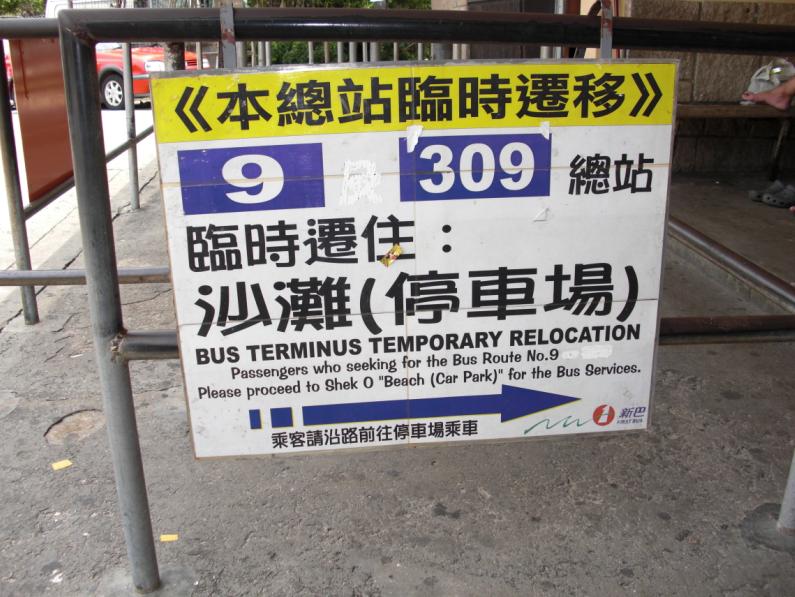 《本總站臨時遷移》
9 R 309 總站
臨時遷住：
沙灘(停車場)
BUS TERMINUS TEMPORARY RELOCATION
Passengers who seeking for the Bus Route No.9
Please proceed to Shek O "Beach (Car Park)" for the Bus Services.
乘客請沿路前往停車場乘車
新巴
FIRST BUS